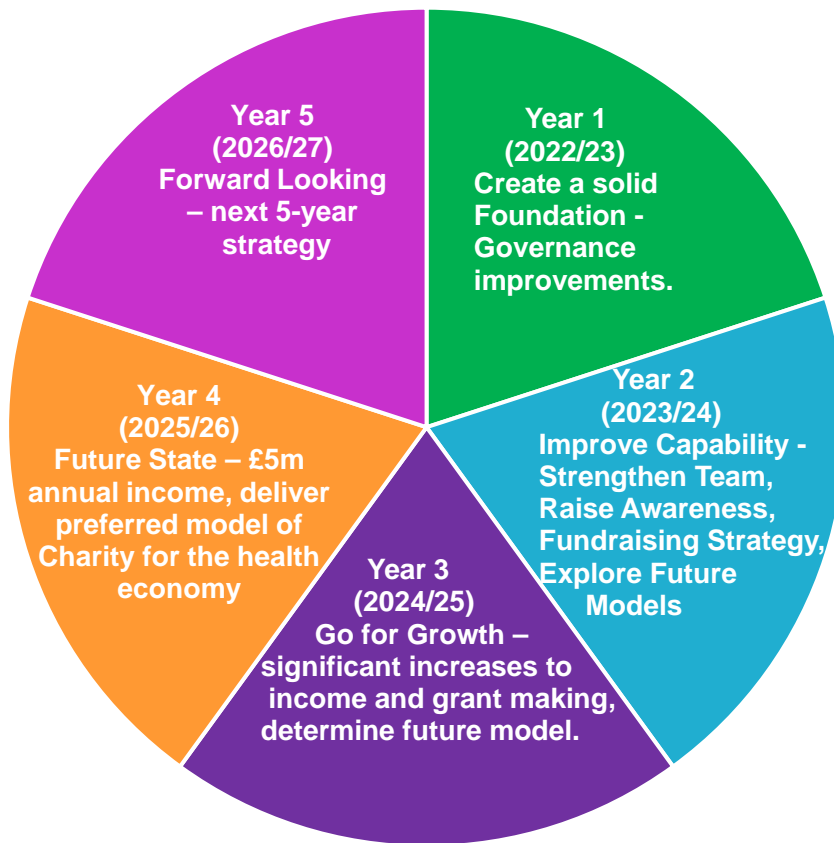 Year 1
(2022/23)
Create a solid
Foundation -
Governance
improvements.
Year 2
(2023/24)
Improve Capability -
Strengthen Team,
Raise Awareness,
Fundraising Strategy,
Explore Future
Models
Year 3
(2024/25)
Go for Growth –
significant increases to
income and grant making,
determine future model.
Year 4
(2025/26)
Future State – £5m
annual income, deliver
preferred model of
Charity for the health
economy
Year 5
(2026/27)
Forward Looking
– next 5-year
strategy